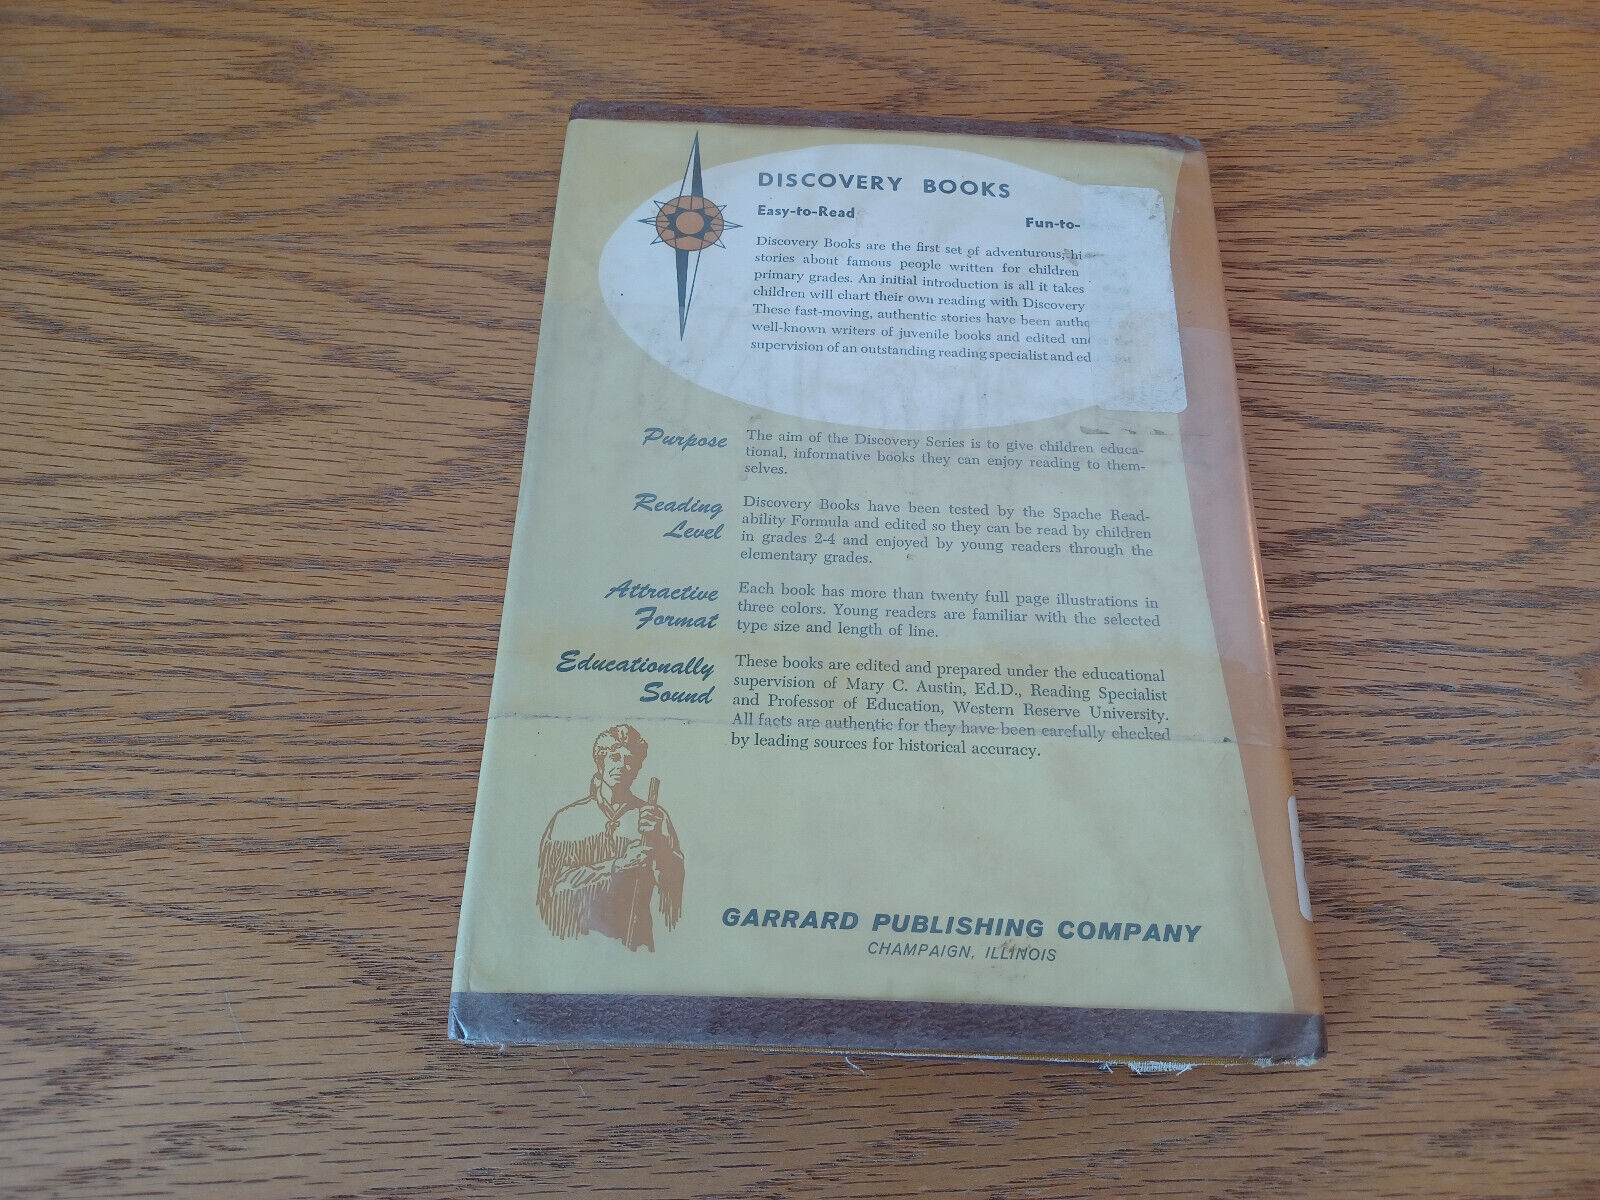 DISCOVERY BOOKS
Easy-to-Read Fun-to-
Discovery Books are the first set of adventurous, hi
stories about famous people written for children
primary grades. An initial introduction is all it takes
children will chart their own reading with Discovery
These fast-moving, authentic stories have been autho
well-known writers of juvenile books and edited un
supervision of an outstanding reading specialist and ed
Purpose
The aim of the Discovery Series is to give children educa-
tional, informative books they can enjoy reading to them-
selves.
Reading
Level
Discovery Books have been tested by the Spache Read-
ability Formula and edited so they can be read by children
in grades 2-4 and enjoyed by young readers through the
elementary grades.
Attractive
Format
Each book has more than twenty full page illustrations in
three colors. Young readers are familiar with the selected
type size and length of line.
Educationally
Sound
These books are edited and prepared under the educational
supervision of Mary C. Austin, Ed.D., Reading Specialist
and Professor of Education, Western Reserve University.
All facts are authentic for they have been carefully checked
by leading sources for historical accuracy.
GARRARD PUBLISHING COMPANY
CHAMPAIGN, ILLINOIS